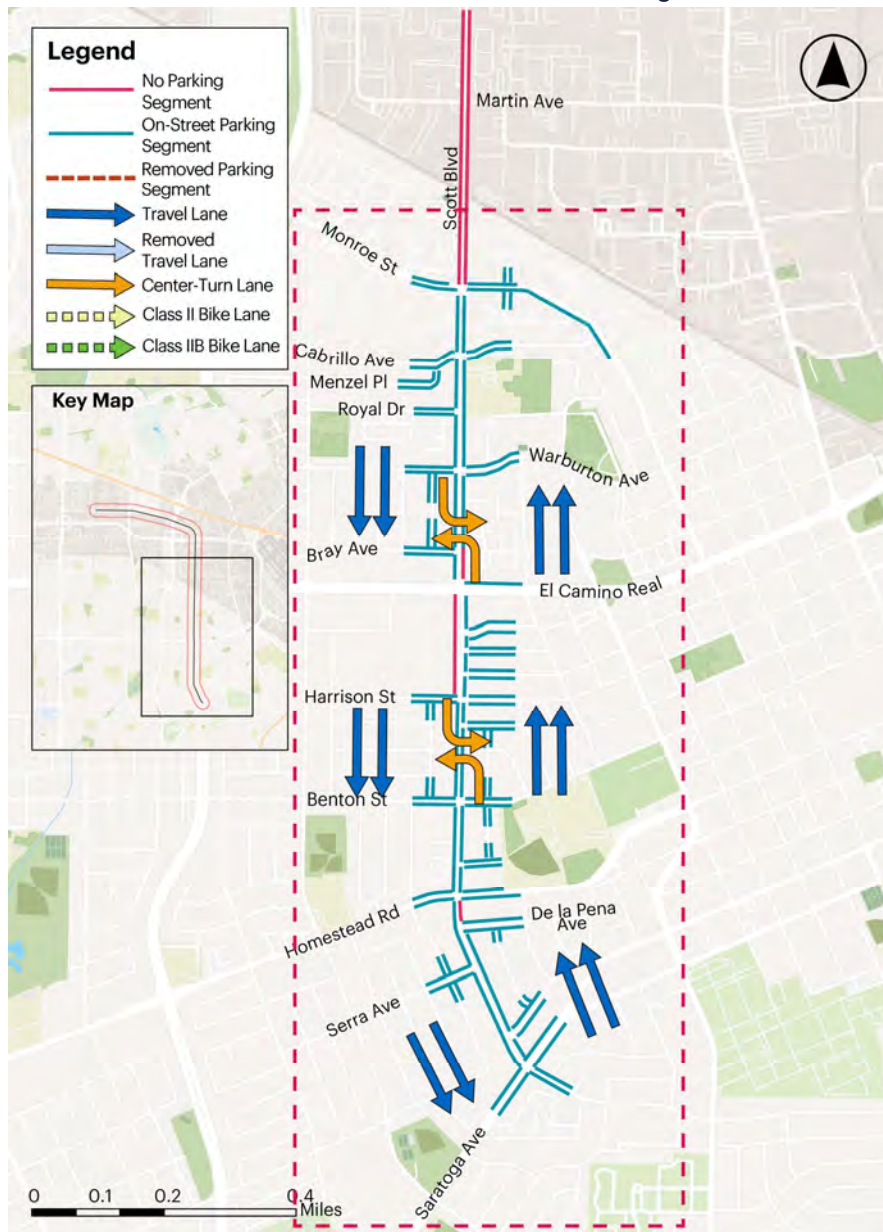 Legend
No Parking
Segment
On-Street Parking
Segment
Removed Parking
Segment
Travel Lane
Removed
Travel Lane
Center-Turn Lane
Class II Bike Lane
Class IIB Bike Lane
Key Map
Martin Ave
Scott Blvd
Monroe St
Cabrillo Ave
Menzel Pl
Royal Dr
Warburton Ave
Bray Ave
El Camino Real
Harrison St
Benton St
Homestead Rd
De la Pena
Ave
Serra Ave
Saratoga Ave
0 0.1 0.2 0.4
Miles